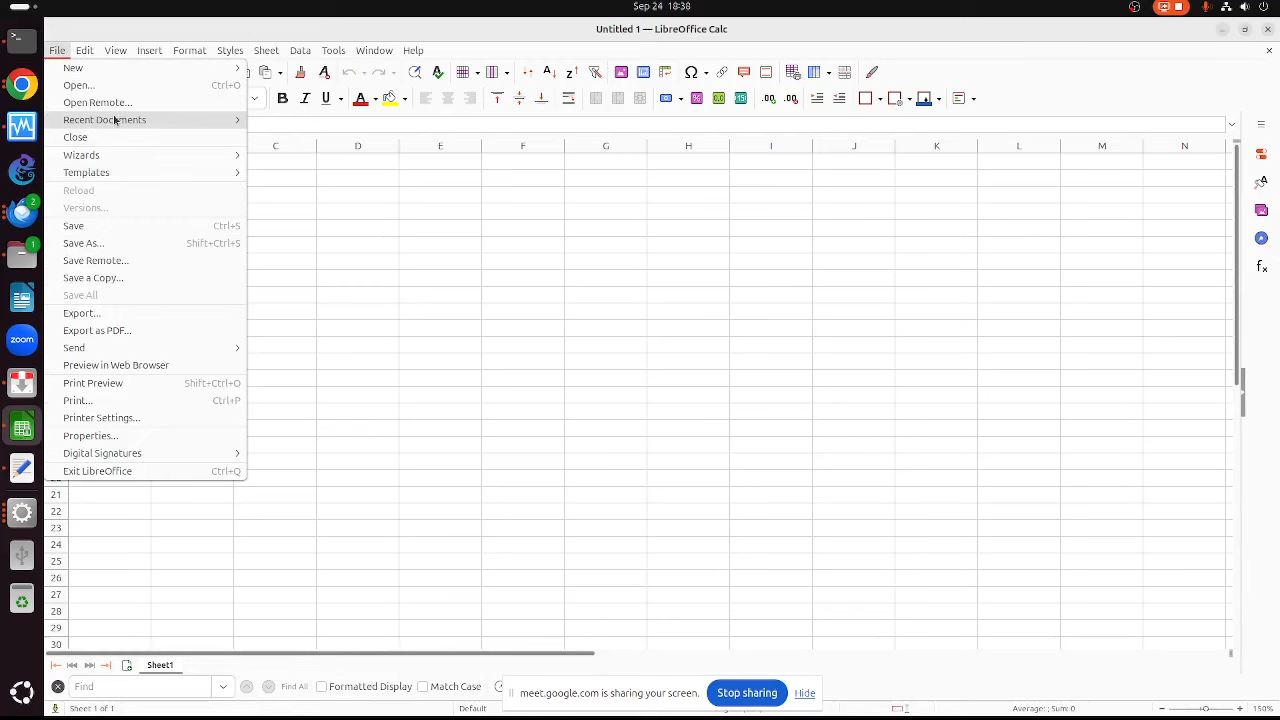 Sep 24 18:38
Untitled 1 — LibreOffice Calc
File Edit View Insert Format Styles Sheet Data Tools Window Help
New
Open... Ctrl+O
Open Remote...
Recent Documents
Close
Wizards
Templates
Reload
Versions...
Save Ctrl+S
Save As... Shift+Ctrl+S
Save Remote...
Save a Copy...
Save All
Export...
Export as PDF...
Send
Preview in Web Browser
Print Preview Shift+Ctrl+O
Print... Ctrl+P
Printer Settings...
Properties...
Digital Signatures
Exit LibreOffice Ctrl+Q
C D E F G H I J K L M N
21
22
23
24
25
26
27
28
29
30
2
1
zoom
Sheet1
Find
Find All
Formatted Display
Match Case
meet.google.com is sharing your screen.
Stop sharing
Hide
Sheet 1 of 1
Default
Average: ; Sum: 0
150%